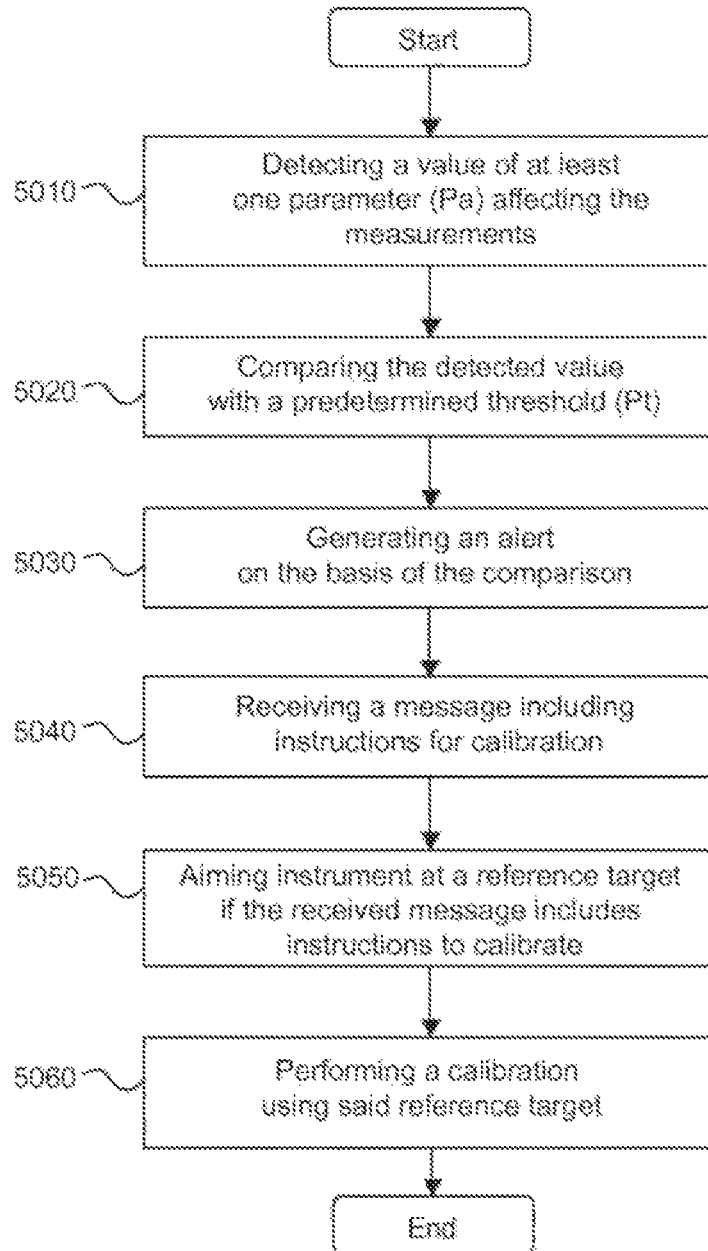 Start
5010
Detecting a value of at least
one parameter (Pa) affecting the
measurements
5020
Comparing the detected value
with a predetermined threshold (Pt)
5030
Generating an alert
on the basis of the comparison
5040
Receiving a message including
instructions for calibration
5050
Aiming instrument at a reference target
if the received message includes
instructions to calibrate
5060
Performing a calibration
using said reference target
End